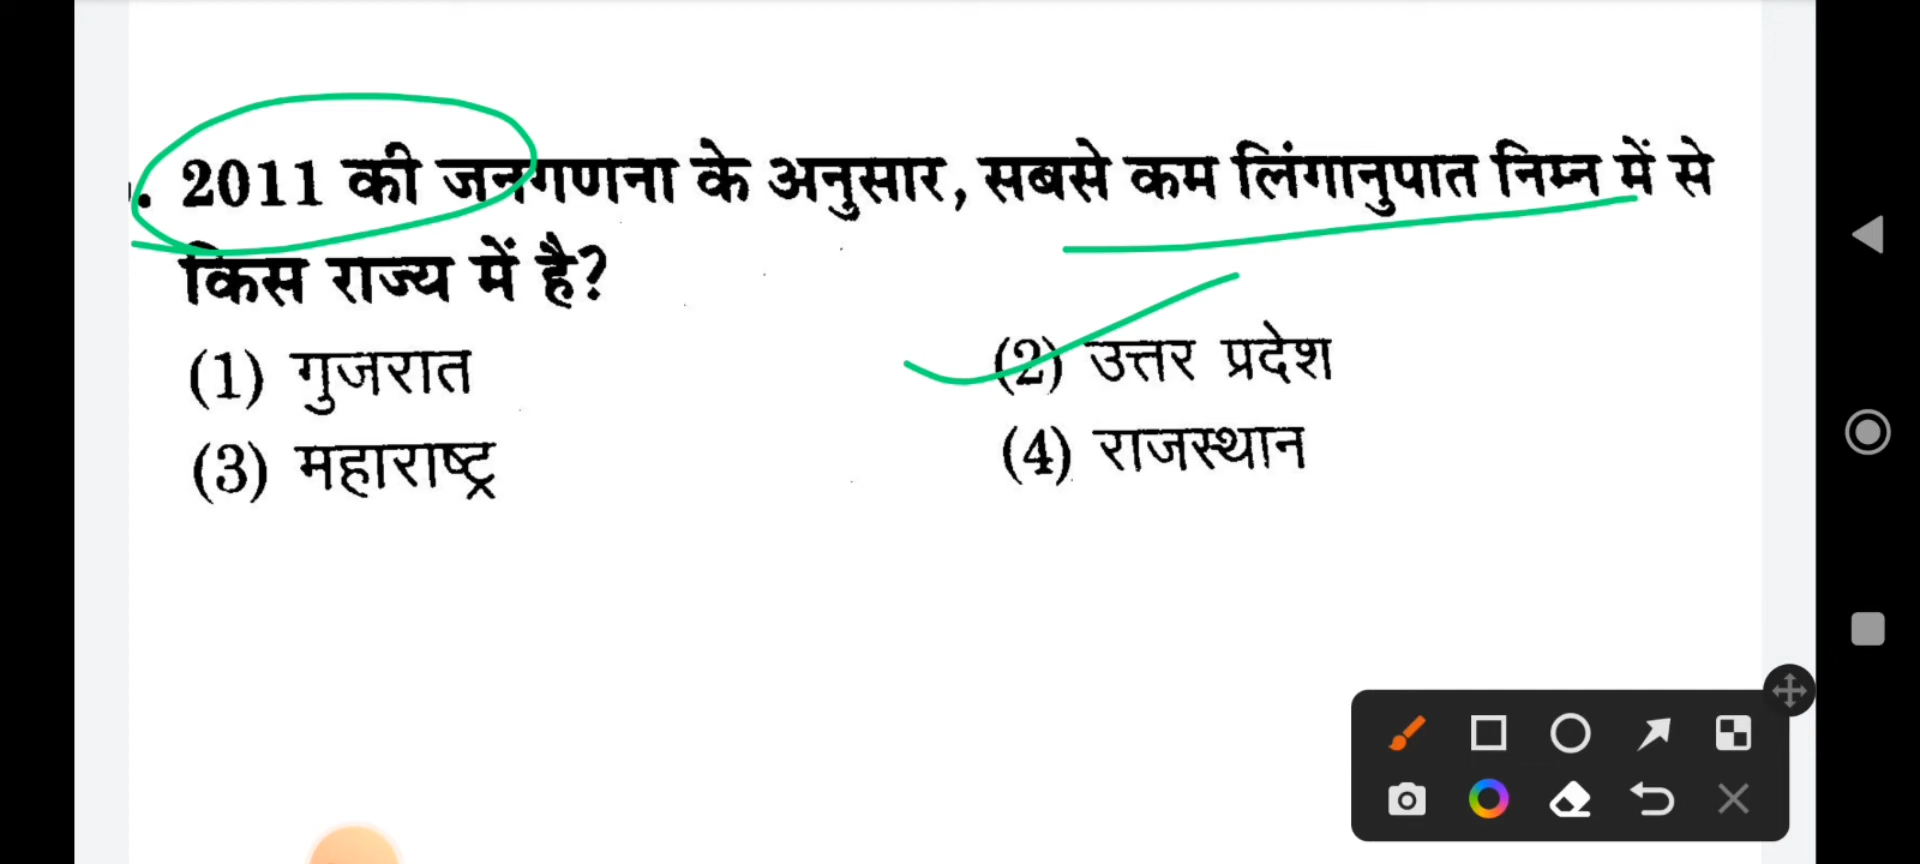 . 2011 की जनगणना के अनुसार, सबसे कम लिंगानुपात निम्न में से
किस राज्य में है?
(1) गुजरात (2) उत्तर प्रदेश
(3) महाराष्ट्र (4) राजस्थान